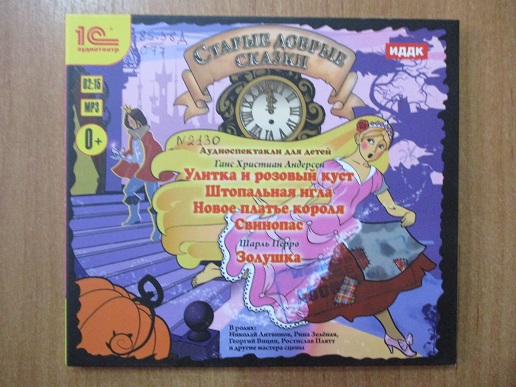 1С
аудиотеатр
СТАРЫЕ ДОБРЫЕ
СКАЗКИ
ИДДК
02:15
MP3
0+
N2130
Аудиоспектакли для детей
Ганс Христиан Андерсен
Улитка и розовый куст
Штопальная игла
Новое платье короля
Свинопас
Шарль Перро
Золушка
В ролях:
Николай Литвинов, Рина Зелёная,
Георгий Вицин, Ростислав Плятт
и другие мастера сцены